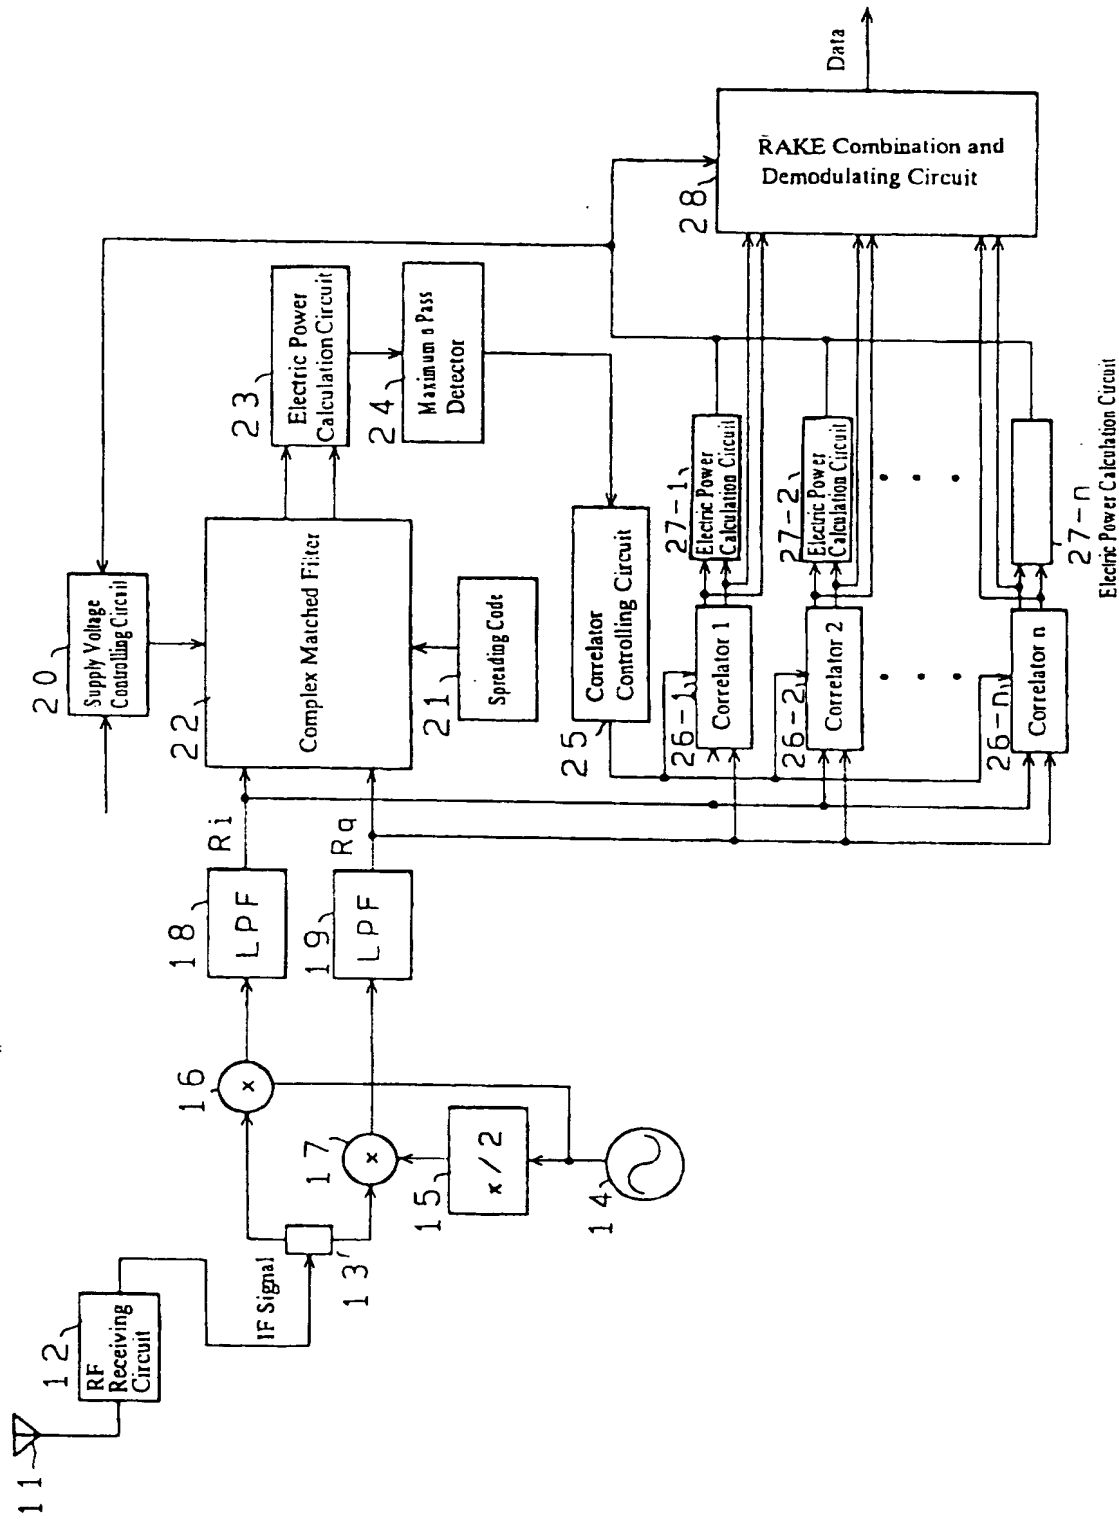 11
12
RF
Receiving
Circuit
IF Signal
13
14
15
x/2
16
x
17
x
18
LPF
19
LPF
Ri
Rq
20
Supply Voltage
Controlling Circuit
22
Complex Matched Filter
21
Spreading Code
23
Electric Power
Calculation Circuit
24
Maximum n Pass
Detector
25
Correlator
Controlling Circuit
26-1
Correlator 1
27-1
Electric Power
Calculation Circuit
26-2
Correlator 2
27-2
Electric Power
Calculation Circuit
26-n
Correlator n
27-n
Electric Power Calculation Circuit
28
RAKE Combination and
Demodulating Circuit
Data